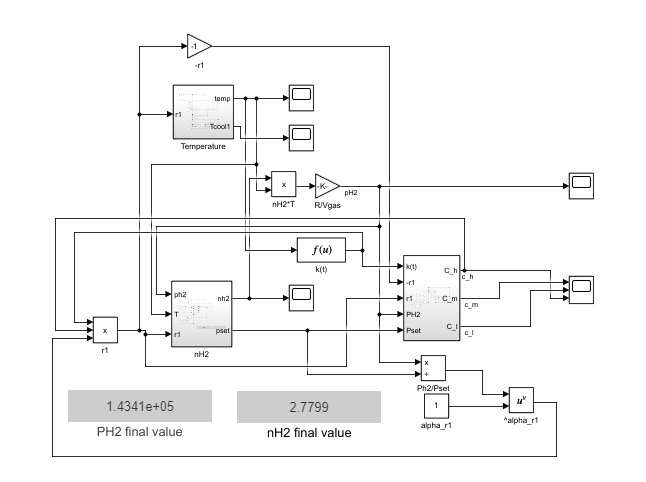 -1
-r1
r1
temp
Tcool1
Temperature
x
nH2*T
-K-
R/Vgas
pH2
f(u)
k(t)
k(t)
-r1
r1
PH2
Pset
C_h
C_m
C_l
c_h
c_m
c_l
ph2
T
r1
nh2
pset
nH2
x
r1
x
÷
Ph2/Pset
1
alpha_r1
u^v
^alpha_r1
1.4341e+05
PH2 final value
2.7799
nH2 final value